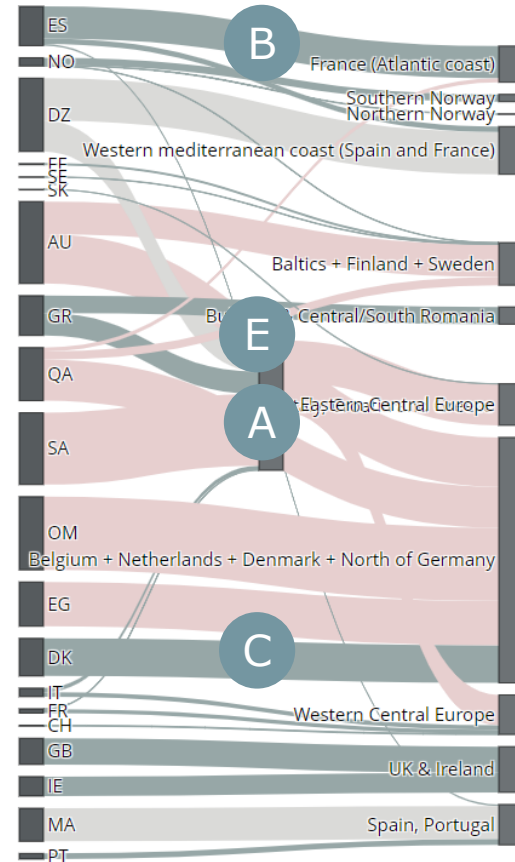 ES
B
NO
France (Atlantic coast)
Southern Norway
Northern Norway
DZ
Western mediterranean coast (Spain and France)
SE
SK
AU
Baltics + Finland + Sweden
GR
Central/South Romania
E
QA
Eastern Central Europe
A
SA
OM
Belgium + Netherlands + Denmark + North of Germany
EG
DK
C
IT
FR
CH
Western Central Europe
GB
UK & Ireland
IE
MA
Spain, Portugal
PT